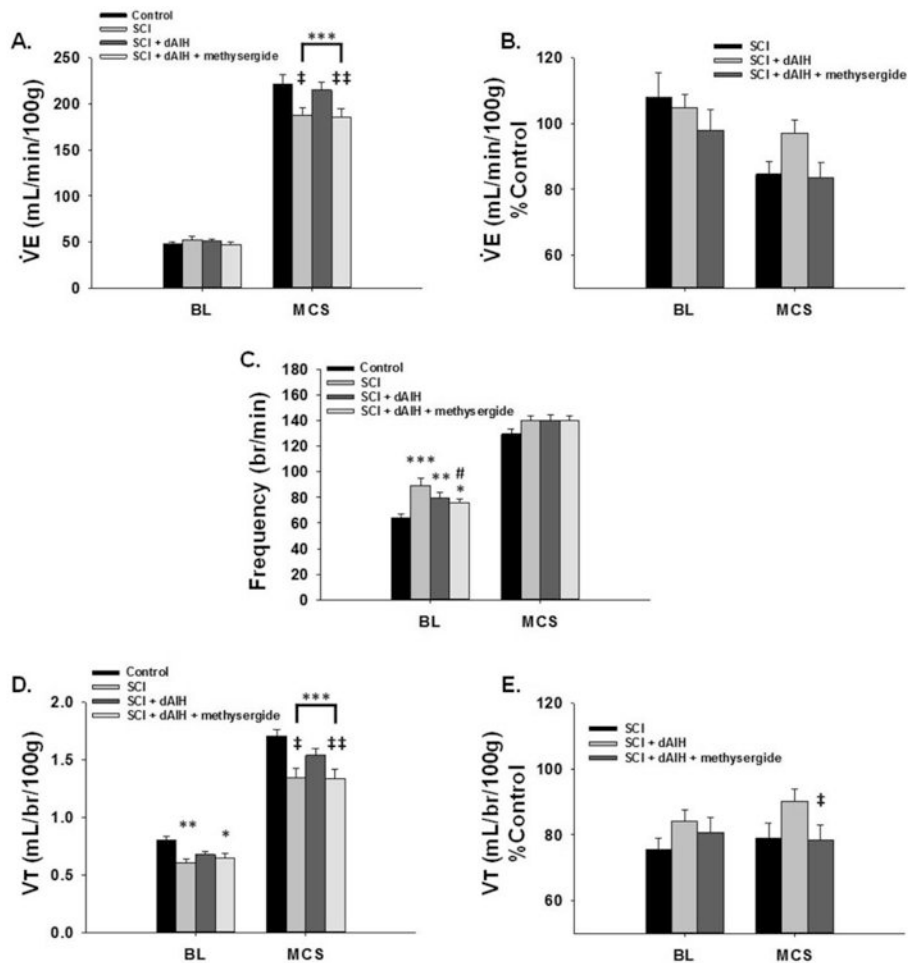 A.
Control
SCI
SCI + dAIH
SCI + dAIH + methysergide
***
‡ ‡‡
V̇E (mL/min/100g)
250
200
150
100
50
0
BL MCS
B.
SCI
SCI + dAIH
SCI + dAIH + methysergide
V̇E (mL/min/100g)
% Control
120
100
80
60
BL MCS
C.
Control
SCI
SCI + dAIH
SCI + dAIH + methysergide
***
** #
*
Frequency (br/min)
180
160
140
120
100
80
60
40
20
0
BL MCS
D.
Control
SCI
SCI + dAIH
SCI + dAIH + methysergide
***
‡ ‡‡
** *
VT (mL/br/100g)
2.0
1.5
1.0
0.5
0.0
BL MCS
E.
SCI
SCI + dAIH
SCI + dAIH + methysergide
‡
VT (mL/br/100g)
%Control
120
100
80
60
BL MCS